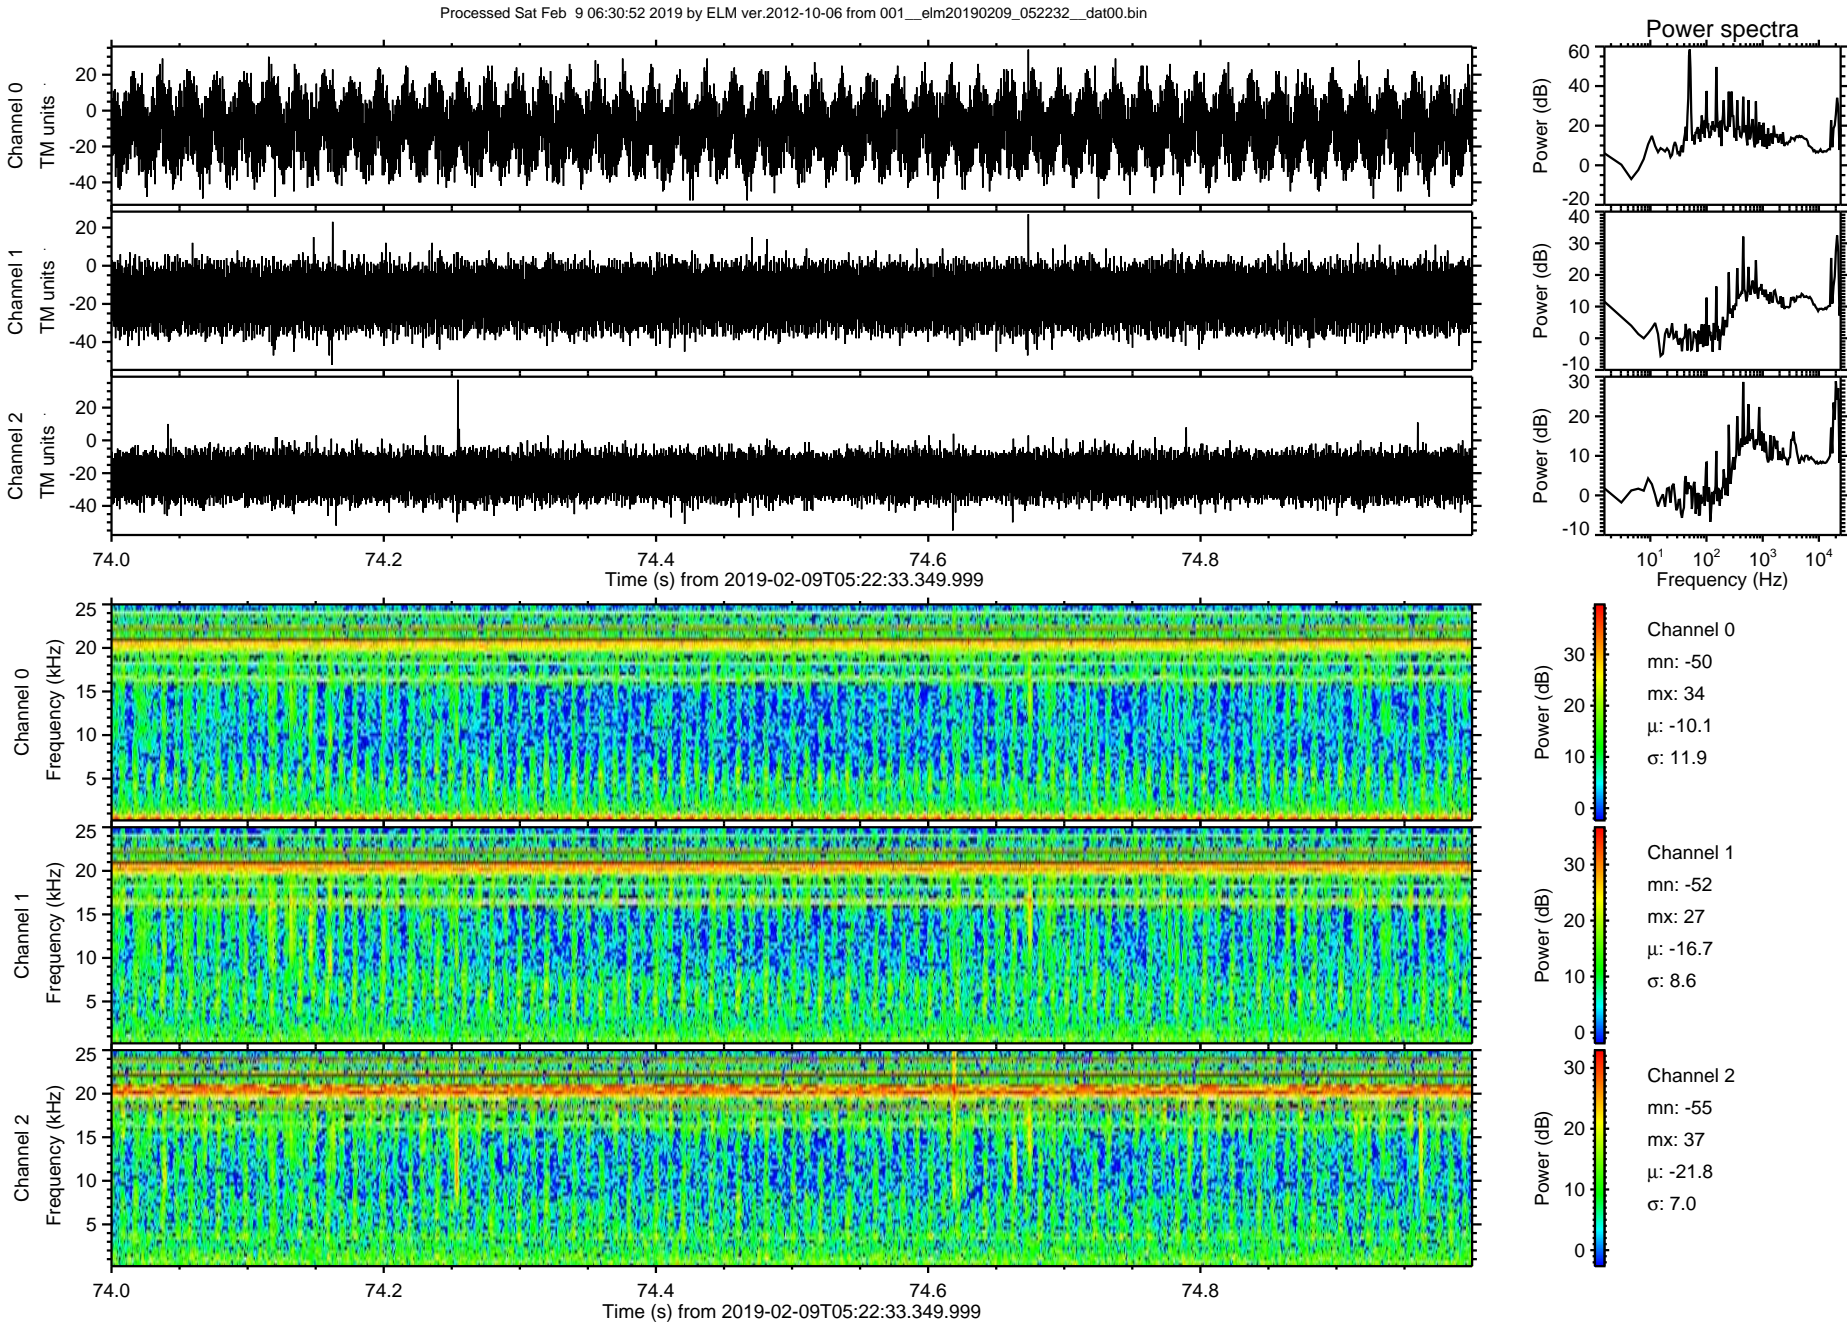 Processed Sat Feb  9 06:30:52 2019 by ELM ver.2012-10-06 from 001__elm20190209_052232__dat00.bin
Power spectra
Channel 0
TM units
20
0
-20
-40
Power (dB)
60
40
20
0
-20
Channel 1
TM units
20
0
-20
-40
Power (dB)
40
30
20
10
0
-10
Channel 2
TM units
20
0
-20
-40
Power (dB)
30
20
10
0
-10
74.0 74.2 74.4 74.6 74.8
Time (s) from 2019-02-09T05:22:33.349.999
10^1 10^2 10^3 10^4
Frequency (Hz)
Channel 0
Frequency (kHz)
25
20
15
10
5
Power (dB)
30
20
10
0
Channel 0
mn: -50
mx: 34
μ: -10.1
σ: 11.9
Channel 1
Frequency (kHz)
25
20
15
10
5
Power (dB)
30
20
10
0
Channel 1
mn: -52
mx: 27
μ: -16.7
σ: 8.6
Channel 2
Frequency (kHz)
25
20
15
10
5
Power (dB)
30
20
10
0
Channel 2
mn: -55
mx: 37
μ: -21.8
σ: 7.0
74.0 74.2 74.4 74.6 74.8
Time (s) from 2019-02-09T05:22:33.349.999